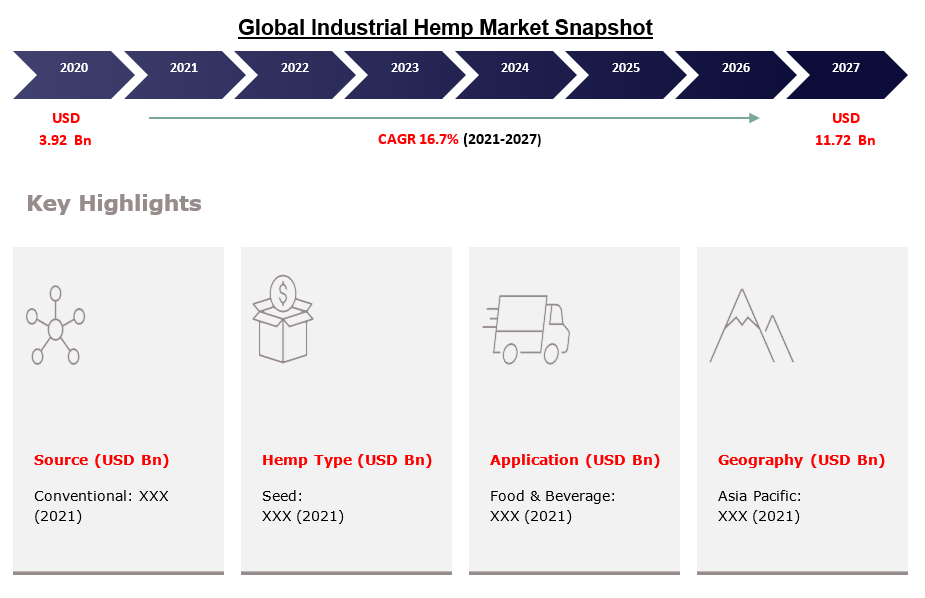 Global Industrial Hemp Market Snapshot
2020 2021 2022 2023 2024 2025 2026 2027
USD
3.92 Bn
CAGR 16.7% (2021-2027)
USD
11.72 Bn
Key Highlights
$
Source (USD Bn)
Conventional: XXX
(2021)
Hemp Type (USD Bn)
Seed:
XXX (2021)
Application (USD Bn)
Food & Beverage:
XXX (2021)
Geography (USD Bn)
Asia Pacific:
XXX (2021)